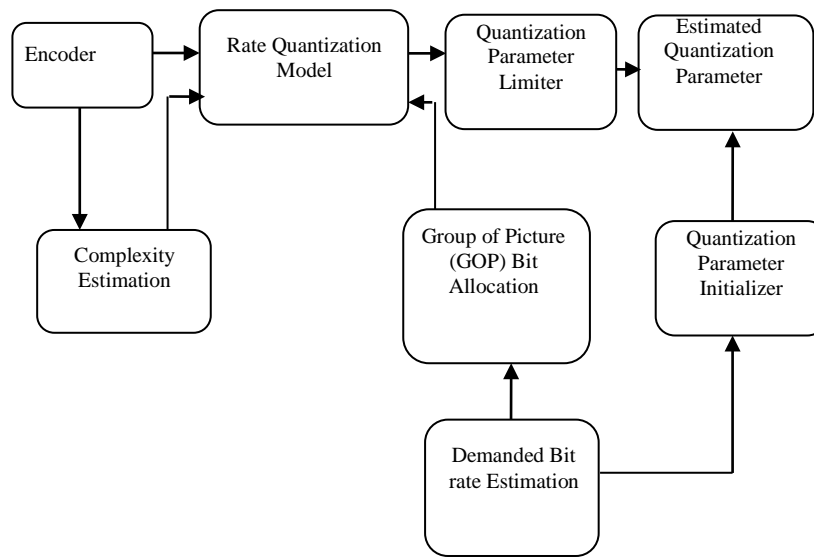 Encoder
Rate Quantization
Model
Quantization
Parameter
Limiter
Estimated
Quantization
Parameter
Complexity
Estimation
Group of Picture
(GOP) Bit
Allocation
Quantization
Parameter
Initializer
Demanded Bit
rate Estimation